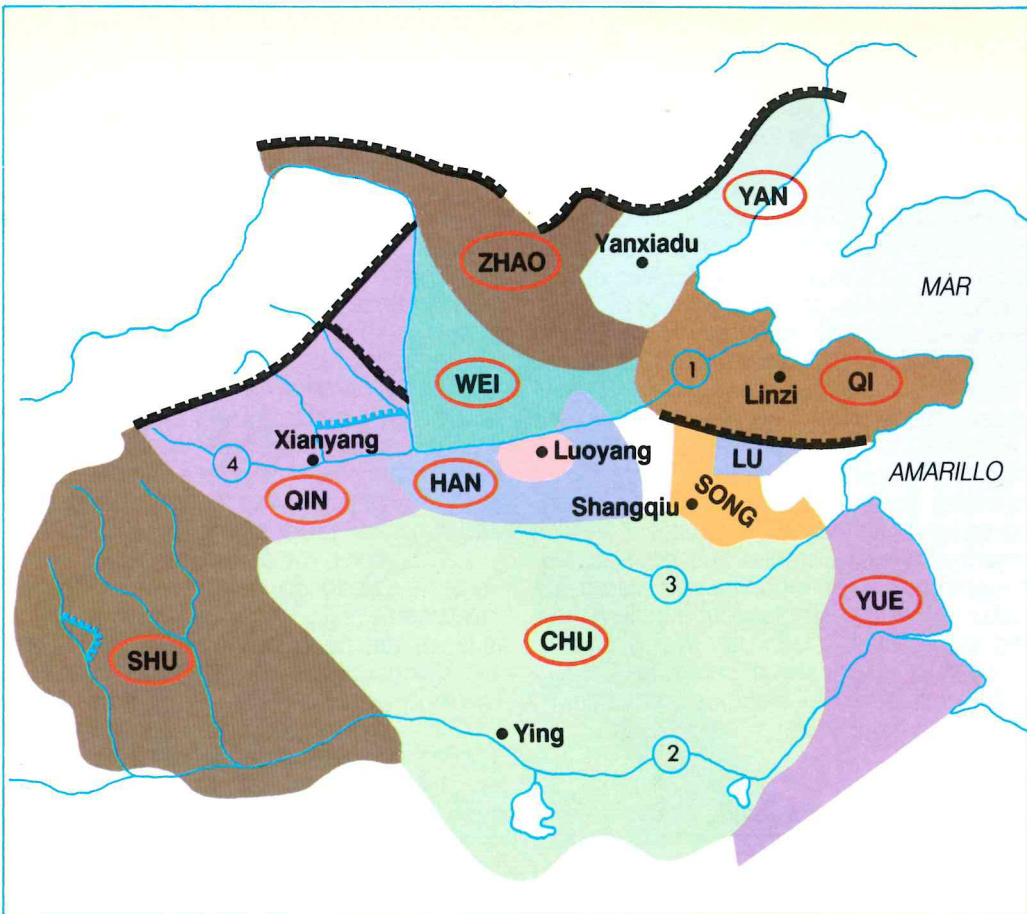 YAN
Yanxiadu
ZHAO
MAR
1
WEI
Linzi
QI
Xianyang
4
Luoyang
LU
HAN
AMARILLO
QIN
SONG
Shangqiu
3
YUE
CHU
SHU
Ying
2